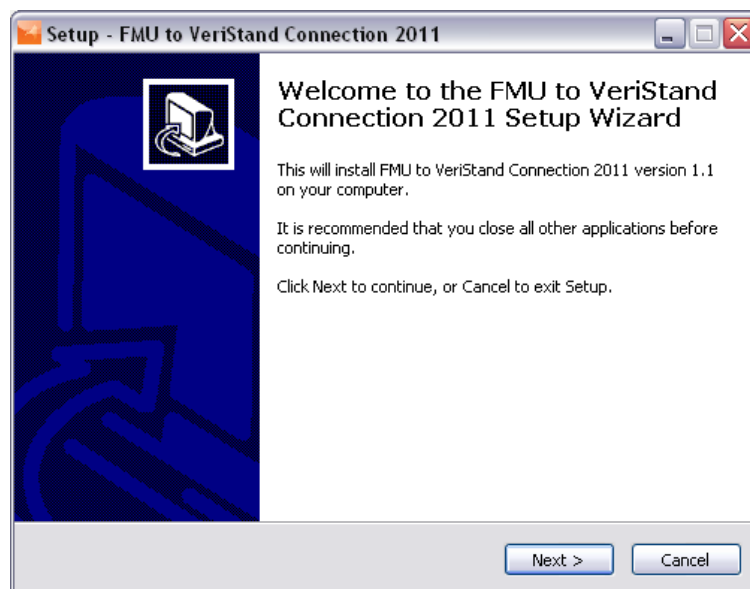 Setup - FMU to VeriStand Connection 2011
Welcome to the FMU to VeriStand
Connection 2011 Setup Wizard
This will install FMU to VeriStand Connection 2011 version 1.1
on your computer.
It is recommended that you close all other applications before
continuing.
Click Next to continue, or Cancel to exit Setup.
Next >
Cancel